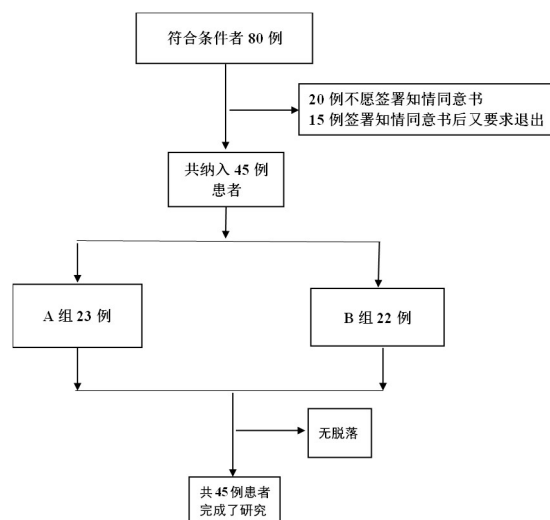 符合条件者 80 例
20 例不愿签署知情同意书
15 例签署知情同意书后又要求退出
共纳入 45 例
患者
A 组 23 例
B 组 22 例
无脱落
共 45 例患者
完成了研究